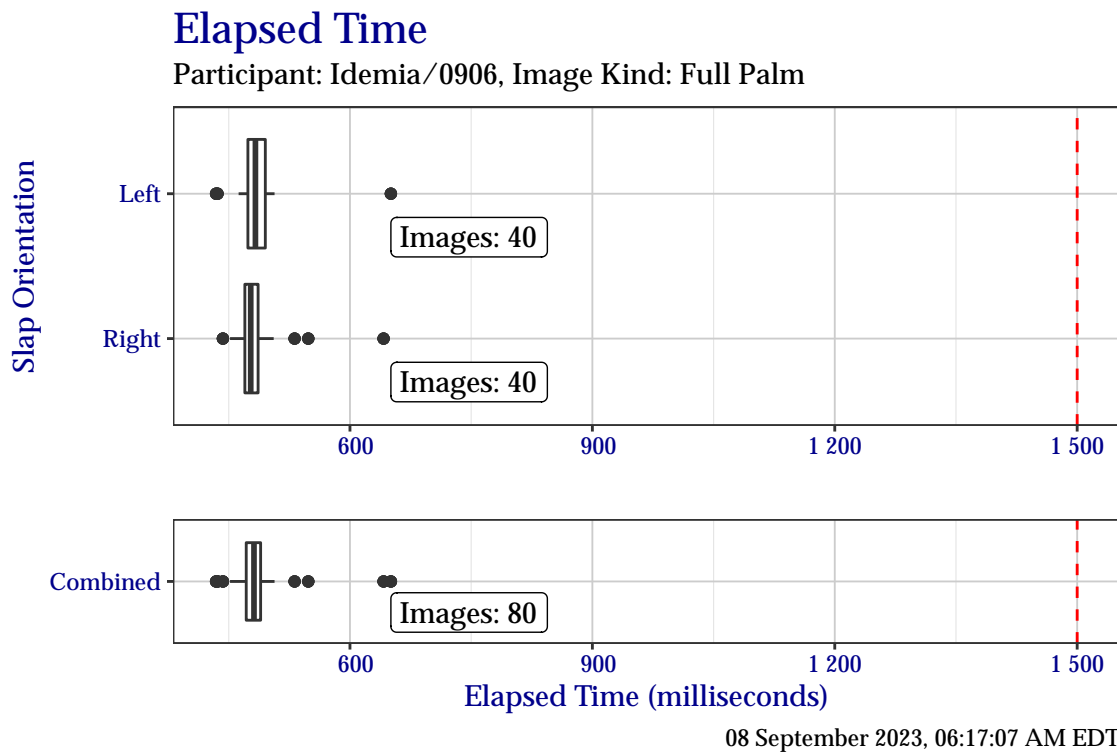 Elapsed Time
Participant: Idemia/0906, Image Kind: Full Palm
Slap Orientation
Left
Images: 40
Right
Images: 40
600 900 1 200 1 500
Combined
Images: 80
600 900 1 200 1 500
Elapsed Time (milliseconds)
08 September 2023, 06:17:07 AM EDT